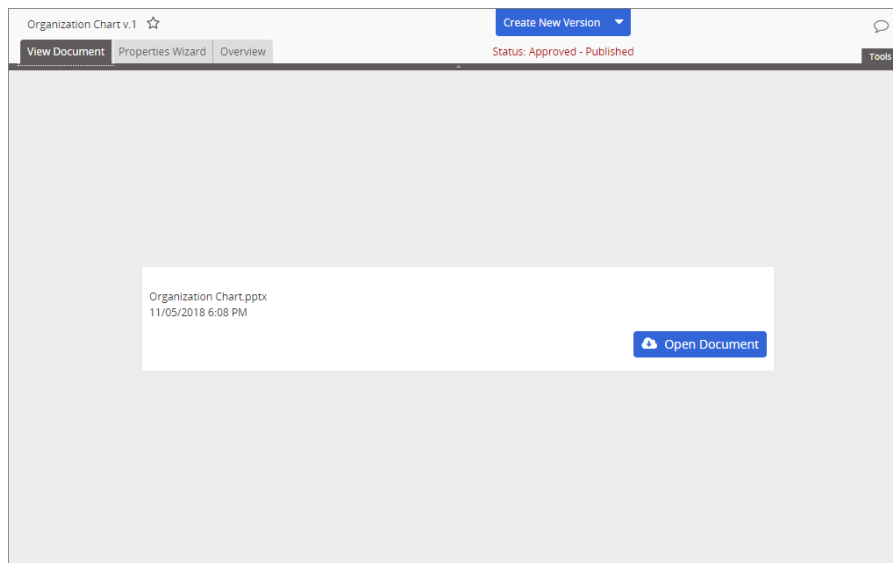 Organization Chart v.1
Create New Version
View Document
Properties Wizard
Overview
Status: Approved - Published
Tools
Organization Chart.pptx
11/05/2018 6:08 PM
Open Document